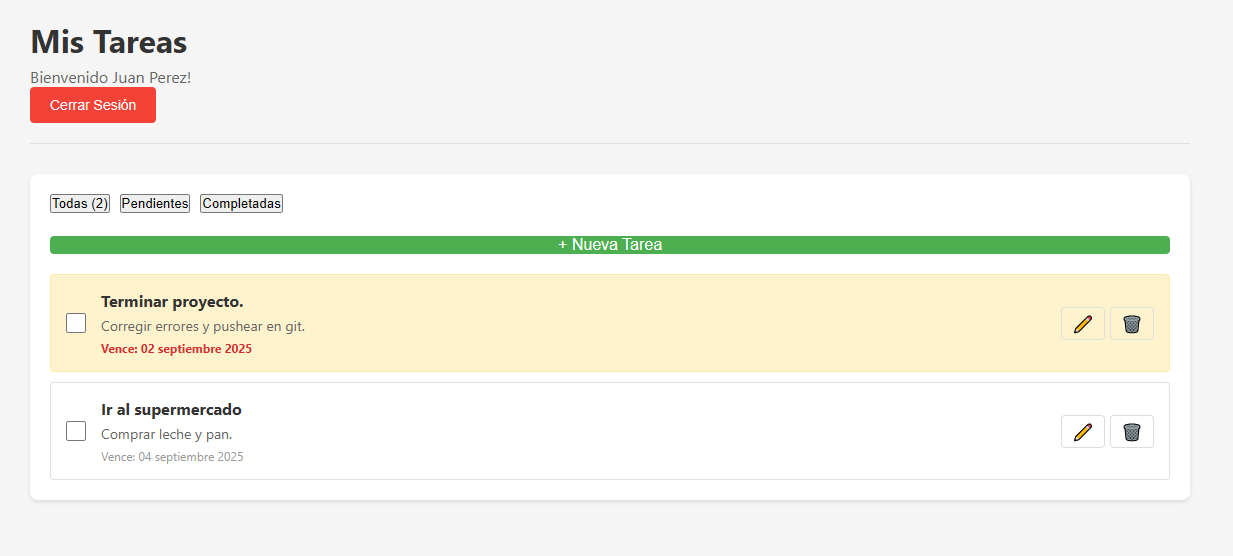 Mis Tareas
Bienvenido Juan Perez!
Cerrar Sesión
Todas (2) Pendientes Completadas
+ Nueva Tarea
Terminar proyecto.
Corregir errores y pushear en git.
Vence: 02 septiembre 2025
Ir al supermercado
Comprar leche y pan.
Vence: 04 septiembre 2025